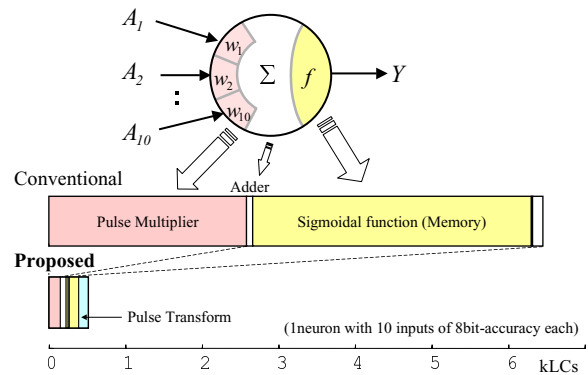 A1
w1
A2
w2
Σ
f
Y
:
w10
A10
Conventional
Adder
Pulse Multiplier
Sigmoidal function (Memory)
Proposed
Pulse Transform
(1neuron with 10 inputs of 8bit-accuracy each)
0 1 2 3 4 5 6 kLCs